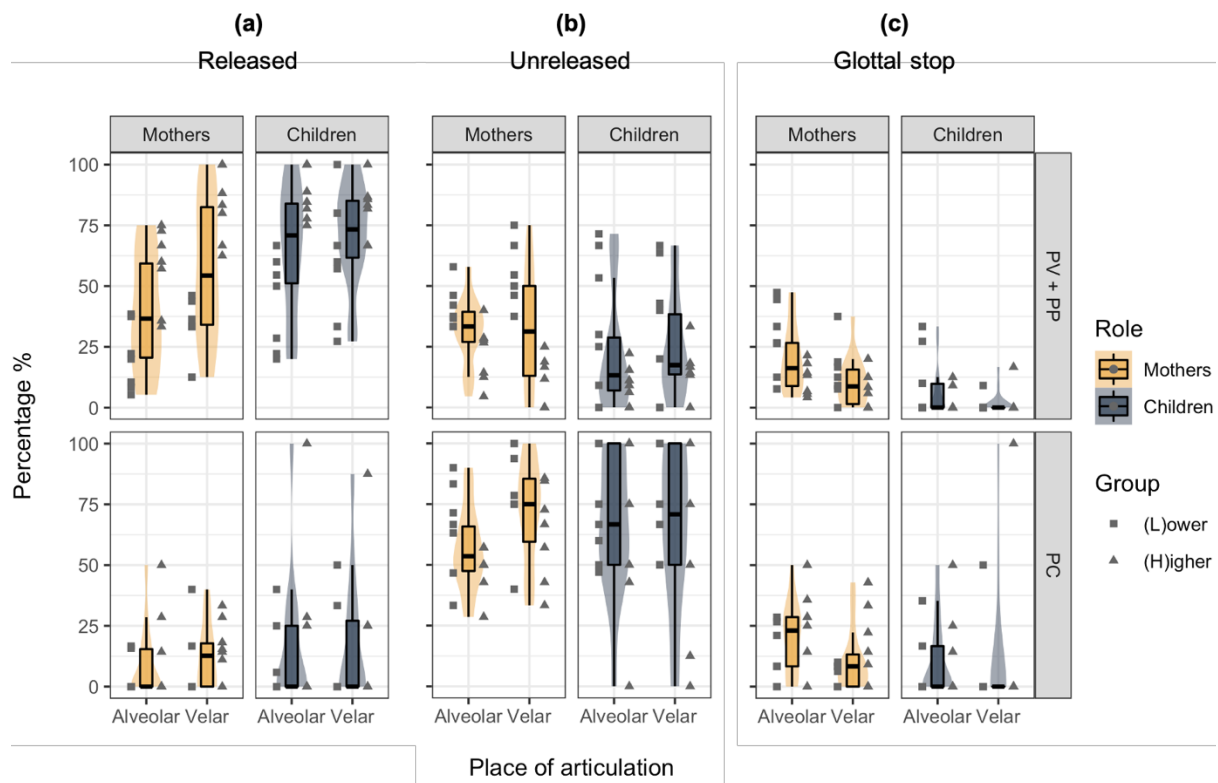 (a) (b) (c)
Released Unreleased Glottal stop
Mothers Children Mothers Children Mothers Children
100
75
50
25
0
PV + PP
100
75
50
25
0
PC
Percentage %
Alveolar Velar Alveolar Velar Alveolar Velar Alveolar Velar Alveolar Velar Alveolar Velar
Place of articulation
Role
Mothers
Children
Group
(L)ower
(H)igher